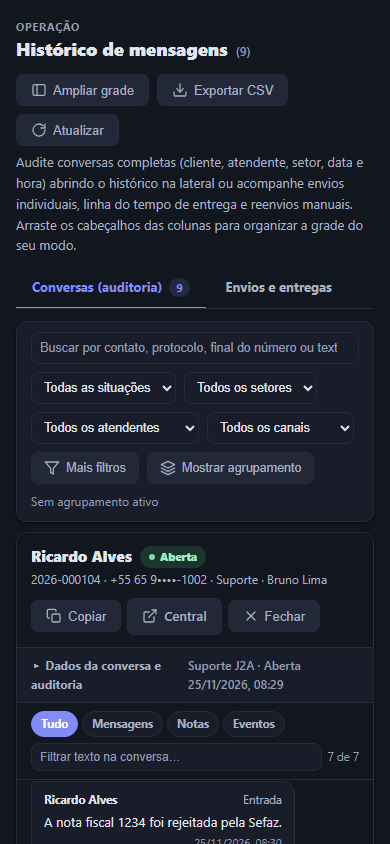 OPERAÇÃO
Histórico de mensagens (9)
Ampliar grade
Exportar CSV
Atualizar
Audite conversas completas (cliente, atendente, setor, data e
hora) abrindo o histórico na lateral ou acompanhe envios
individuais, linha do tempo de entrega e reenvios manuais.
Arraste os cabeçalhos das colunas para organizar a grade do
seu modo.
Conversas (auditoria) 9
Envios e entregas
Buscar por contato, protocolo, final do número ou text
Todas as situações
Todos os setores
Todos os atendentes
Todos os canais
Mais filtros
Mostrar agrupamento
Sem agrupamento ativo
Ricardo Alves
Aberta
2026-000104 · +55 65 9••••-1002 · Suporte · Bruno Lima
Copiar
Central
Fechar
Dados da conversa e
auditoria
Suporte J2A · Aberta
25/11/2026, 08:29
Tudo
Mensagens
Notas
Eventos
Filtrar texto na conversa...
7 de 7
Ricardo Alves
Entrada
A nota fiscal 1234 foi rejeitada pela Sefaz.
25/11/2026, 08:30